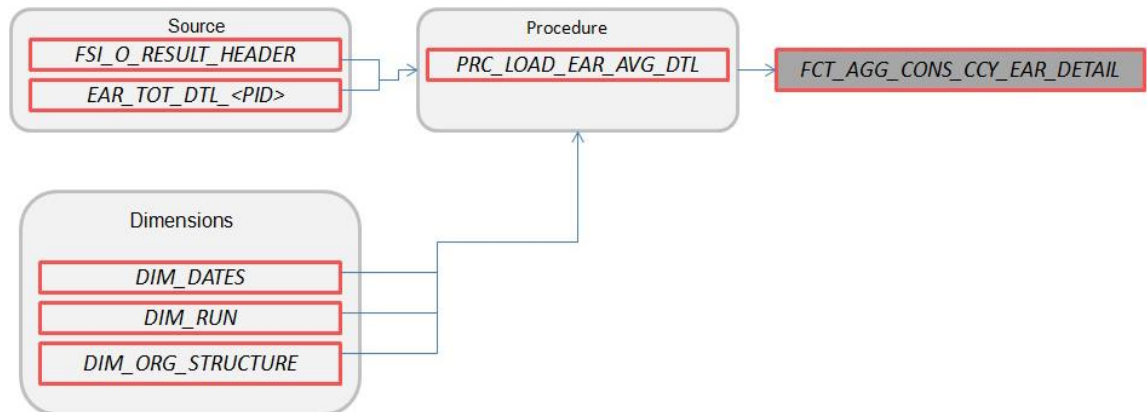 Source
FSI_O_RESULT_HEADER
EAR_TOT_DTL_<PID>
Procedure
PRC_LOAD_EAR_AVG_DTL
FCT_AGG_CONS_CCY_EAR_DETAIL
Dimensions
DIM_DATES
DIM_RUN
DIM_ORG_STRUCTURE